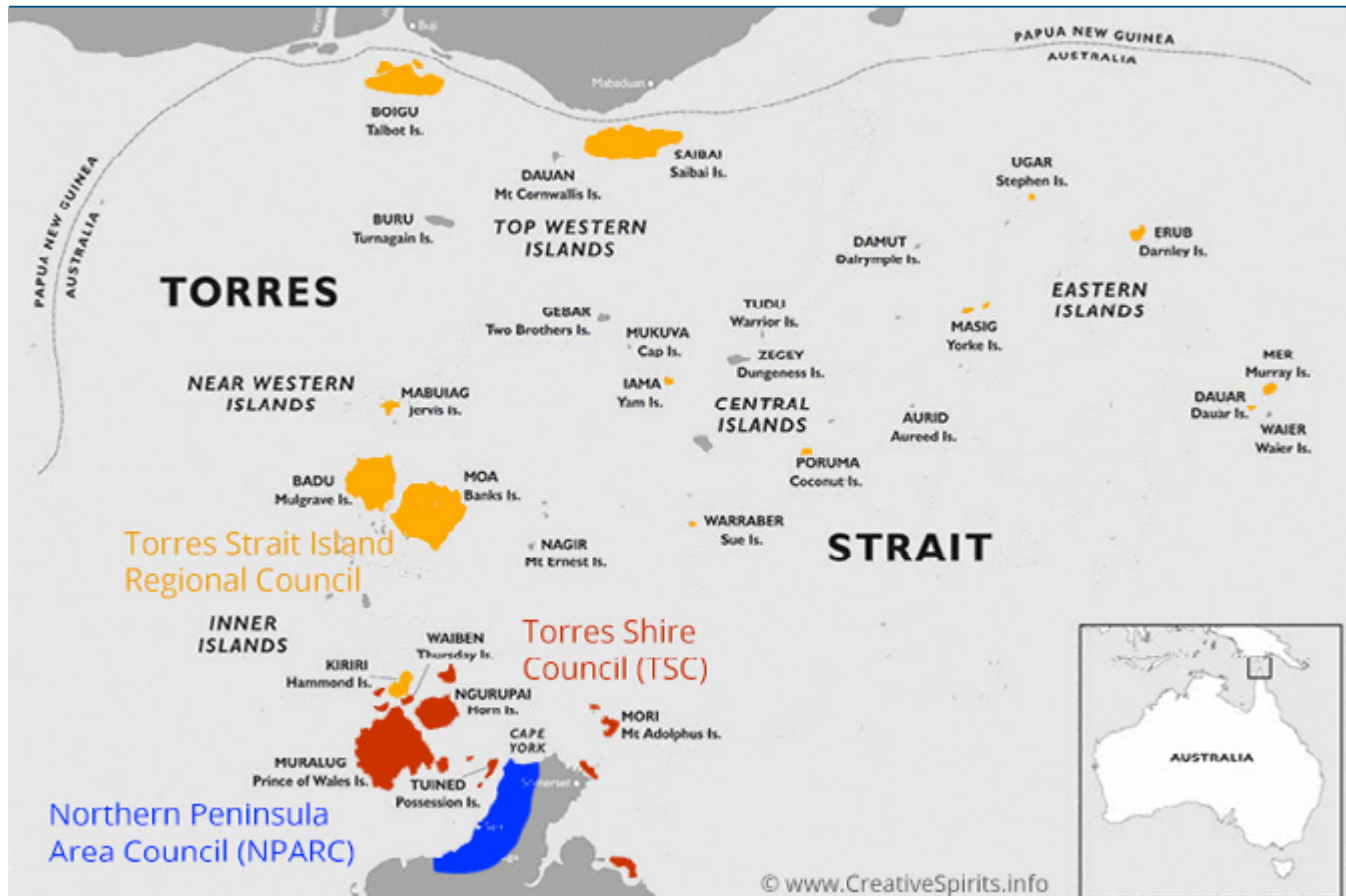 Buji
PAPUA NEW GUINEA
AUSTRALIA
Mabaduan
BOIGU
Talbot Is.
SAIBAI
Saibai Is.
DAUAN
Mt Cornwallis Is.
UGAR
Stephen Is.
PAPUA NEW GUINEA
AUSTRALIA
BURU
Turnagain Is.
TOP WESTERN
ISLANDS
DAMUT
Dalrymple Is.
ERUB
Darnley Is.
TORRES
EASTERN
ISLANDS
GEBAR
Two Brothers Is.
TUDU
Warrior Is.
MUKUVA
Cap Is.
MASIG
Yorke Is.
ZEGEY
Dungeness Is.
MER
Murray Is.
NEAR WESTERN
ISLANDS
MABUIAG
Jervis Is.
IAMA
Yam Is.
CENTRAL
ISLANDS
DAUAR
Dauar Is.
AURID
Aureed Is.
WAIER
Waier Is.
BADU
Mulgrave Is.
MOA
Banks Is.
PORUMA
Coconut Is.
WARRABER
Sue Is.
STRAIT
Torres Strait Island
Regional Council
NAGIR
Mt Ernest Is.
INNER
ISLANDS
WAIBEN
Thursday Is.
Torres Shire
Council (TSC)
KIRIRI
Hammond Is.
NGURUPAI
Horn Is.
MORI
Mt Adolphus Is.
CAPE
YORK
MURALUG
Prince of Wales Is.
TUINED
Possession Is.
Somerset
AUSTRALIA
Northern Peninsula
Area Council (NPARC)
© www.CreativeSpirits.info